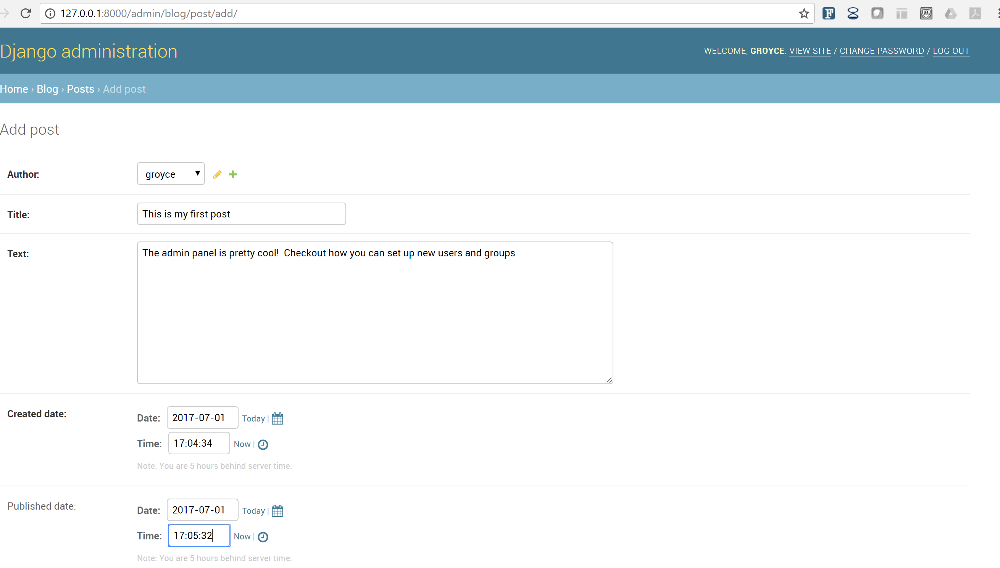 127.0.0.1:8000/admin/blog/post/add/
Django administration
WELCOME, GROYCE. VIEW SITE / CHANGE PASSWORD / LOG OUT
Home › Blog › Posts › Add post
Add post
Author: groyce
Title: This is my first post
Text: The admin panel is pretty cool!  Checkout how you can set up new users and groups
Created date: Date: 2017-07-01 Today |
Time: 17:04:34 Now |
Note: You are 5 hours behind server time.
Published date: Date: 2017-07-01 Today |
Time: 17:05:32 Now |
Note: You are 5 hours behind server time.